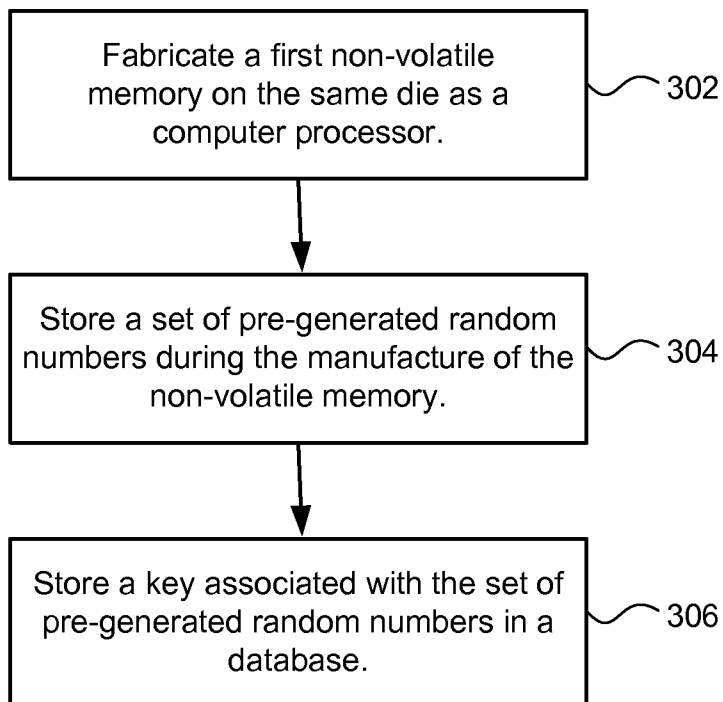 Fabricate a first non-volatile
memory on the same die as a
computer processor.
302
Store a set of pre-generated random
numbers during the manufacture of the
non-volatile memory.
304
Store a key associated with the set of
pre-generated random numbers in a
database.
306